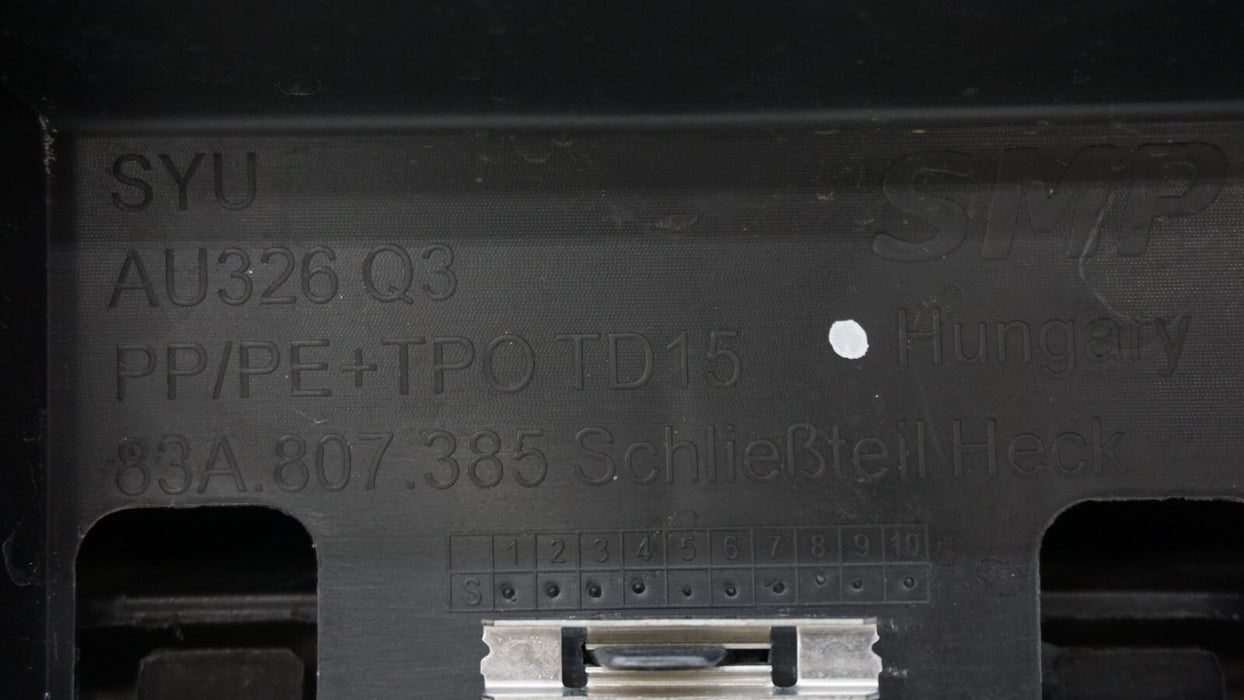 SYU
SMP
AU326 Q3
Hungary
PP/PE+TPO TD15
83A.807.385 Schließteil Heck
1 2 3 4 5 6 7 8 9 10
S